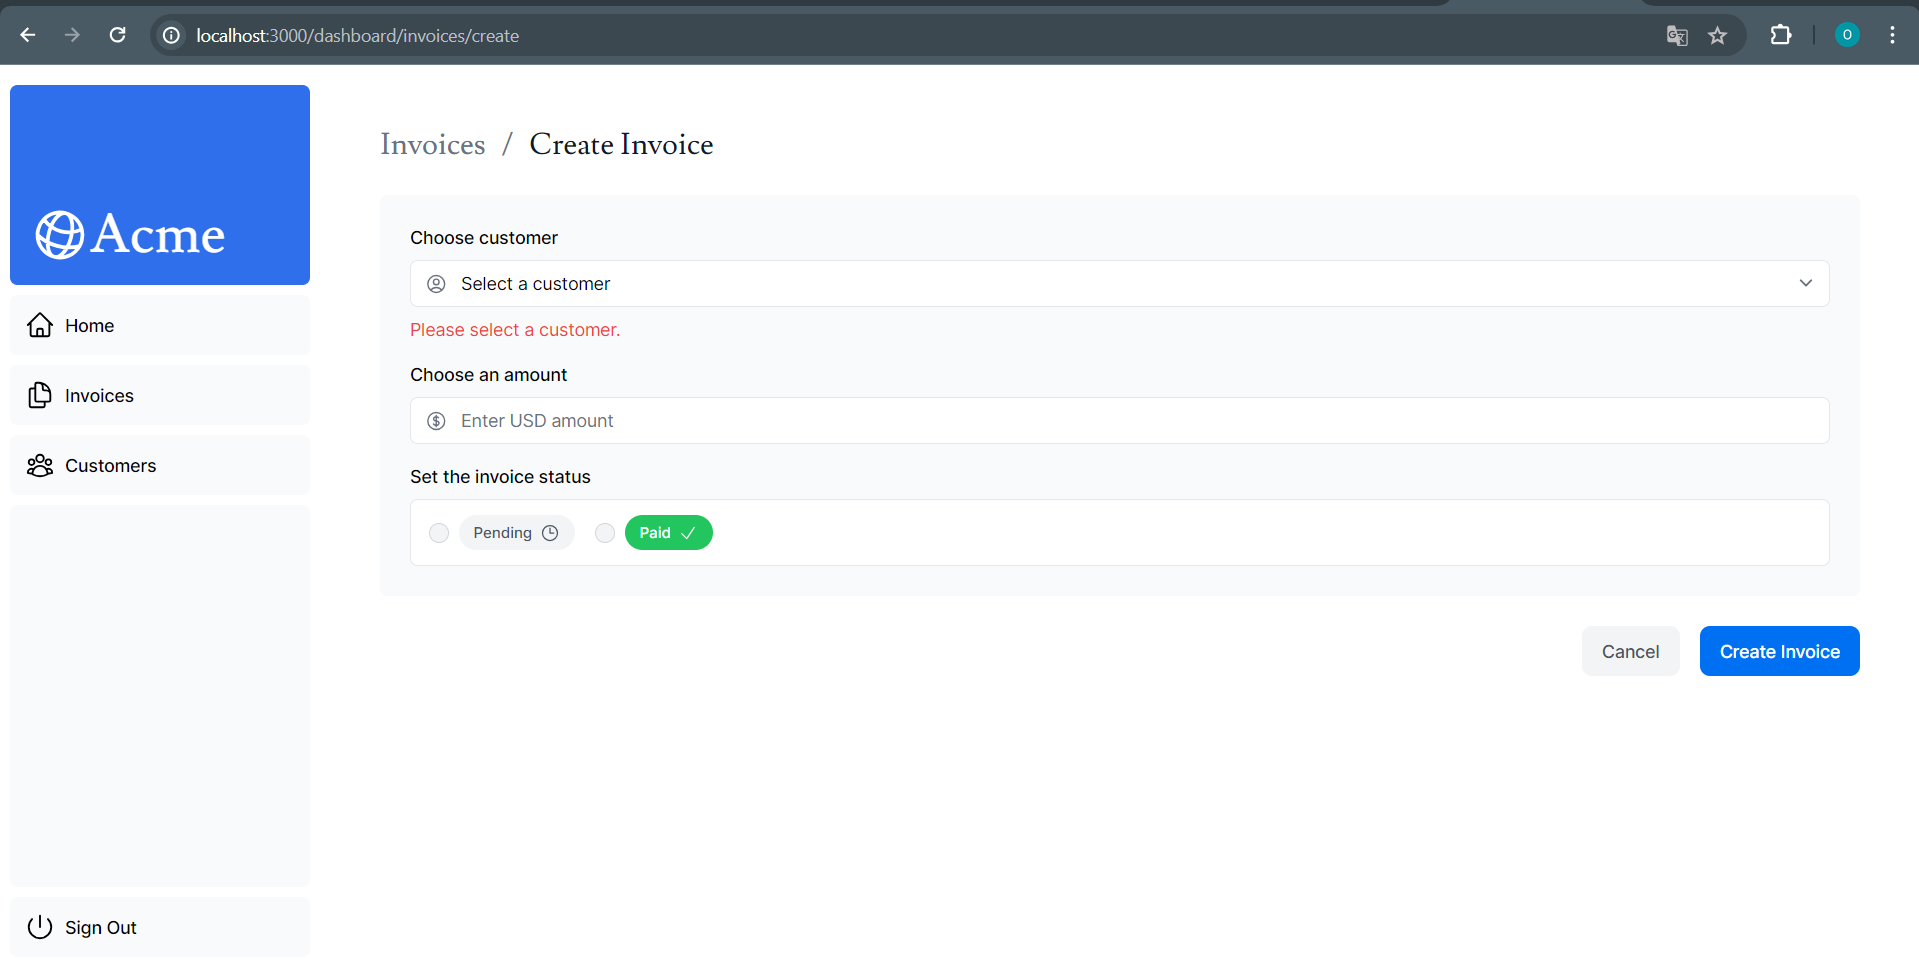 localhost:3000/dashboard/invoices/create
O
Acme
Home
Invoices
Customers
Sign Out
Invoices / Create Invoice
Choose customer
Select a customer
Please select a customer.
Choose an amount
Enter USD amount
Set the invoice status
Pending Paid
Cancel Create Invoice